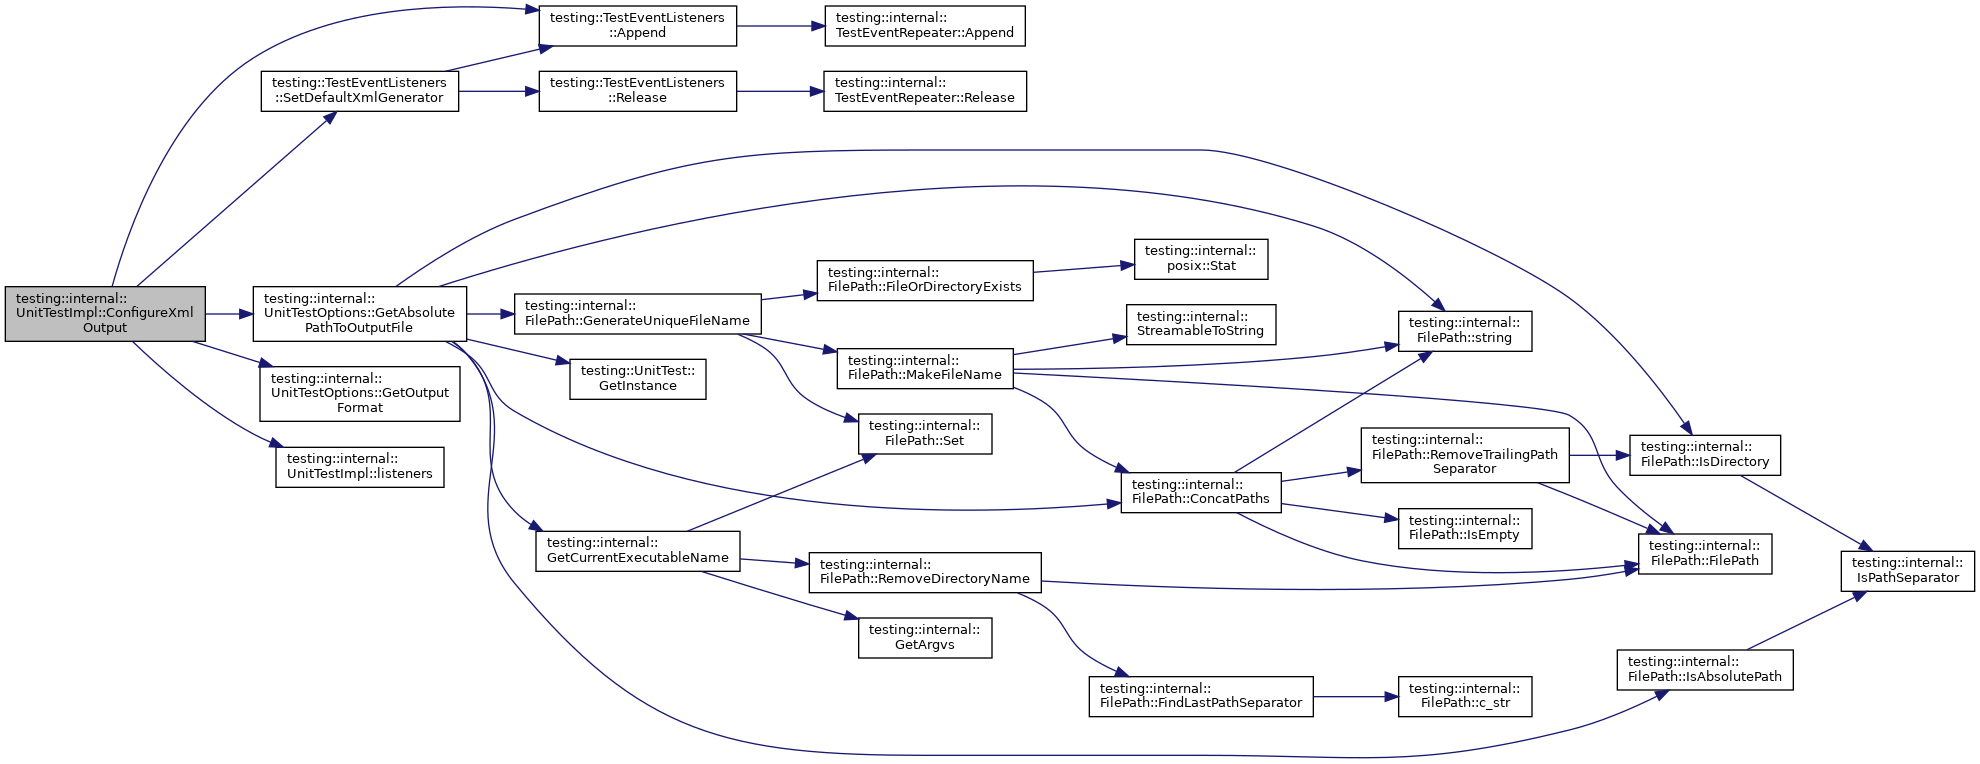 testing::internal::
UnitTestImpl::ConfigureXml
Output
testing::TestEventListeners
::Append
testing::internal::
TestEventRepeater::Append
testing::TestEventListeners
::SetDefaultXmlGenerator
testing::TestEventListeners
::Release
testing::internal::
TestEventRepeater::Release
testing::internal::
UnitTestOptions::GetAbsolute
PathToOutputFile
testing::internal::
UnitTestOptions::GetOutput
Format
testing::internal::
UnitTestImpl::listeners
testing::internal::
FilePath::GenerateUniqueFileName
testing::UnitTest::
GetInstance
testing::internal::
GetCurrentExecutableName
testing::internal::
FilePath::FileOrDirectoryExists
testing::internal::
FilePath::MakeFileName
testing::internal::
FilePath::Set
testing::internal::
FilePath::RemoveDirectoryName
testing::internal::
GetArgvs
testing::internal::
posix::Stat
testing::internal::
StreamableToString
testing::internal::
FilePath::ConcatPaths
testing::internal::
FilePath::FindLastPathSeparator
testing::internal::
FilePath::string
testing::internal::
FilePath::RemoveTrailingPath
Separator
testing::internal::
FilePath::IsEmpty
testing::internal::
FilePath::c_str
testing::internal::
FilePath::IsDirectory
testing::internal::
FilePath::FilePath
testing::internal::
FilePath::IsAbsolutePath
testing::internal::
IsPathSeparator